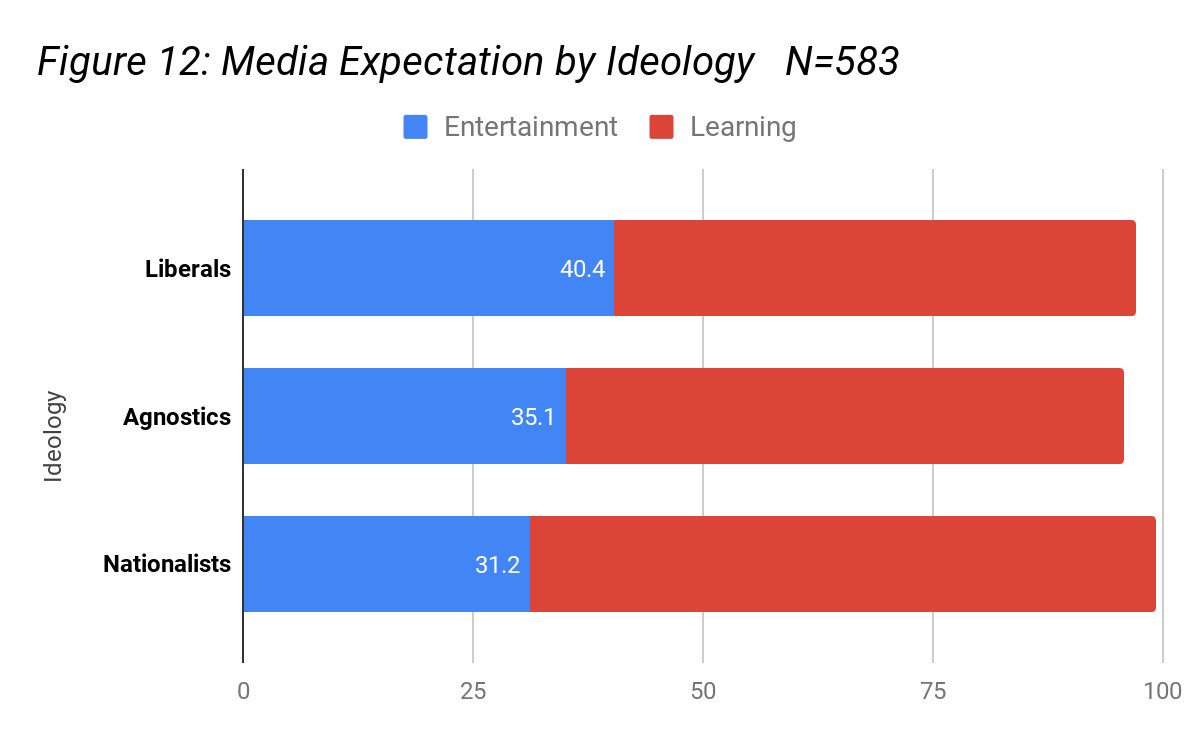 Figure 12: Media Expectation by Ideology N=583
Entertainment Learning
Liberals 40.4
Agnostics 35.1
Nationalists 31.2
Ideology
0 25 50 75 100